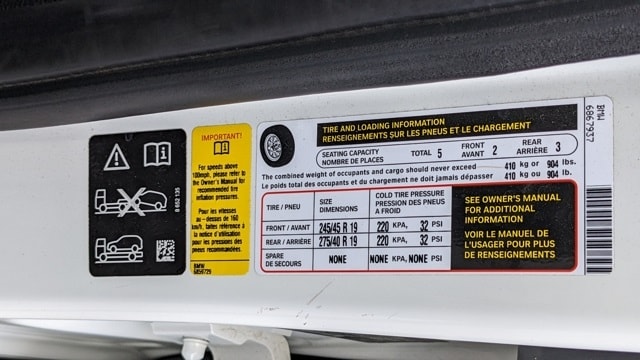 8 652 135
IMPORTANT!
For speeds above
100mph, please refer to
the Owner's Manual for
recommended tire
inflation pressures.
Pour les vitesses
au-dessus de 160
km/h, faites référence à
la notice d'utilisation
pour les pressions des
pneus recommandées.
BMW
6859729
TIRE AND LOADING INFORMATION
RENSEIGNEMENTS SUR LES PNEUS ET LE CHARGEMENT
SEATING CAPACITY
NOMBRE DE PLACES
TOTAL 5
FRONT
AVANT 2
REAR
ARRIÈRE 3
The combined weight of occupants and cargo should never exceed 410 kg or 904 lbs.
Le poids total des occupants et du chargement ne doit jamais dépasser 410 kg ou 904 lb.
TIRE / PNEU
SIZE
DIMENSIONS
COLD TIRE PRESSURE
PRESSION DES PNEUS
A FROID
FRONT / AVANT 245/45 R 19 220 KPA, 32 PSI
REAR / ARRIÈRE 275/40 R 19 220 KPA, 32 PSI
SPARE
DE SECOURS NONE NONE KPA, NONE PSI
SEE OWNER'S MANUAL
FOR ADDITIONAL
INFORMATION
VOIR LE MANUEL DE
L'USAGER POUR PLUS
DE RENSEIGNEMENTS
BMW
68679337